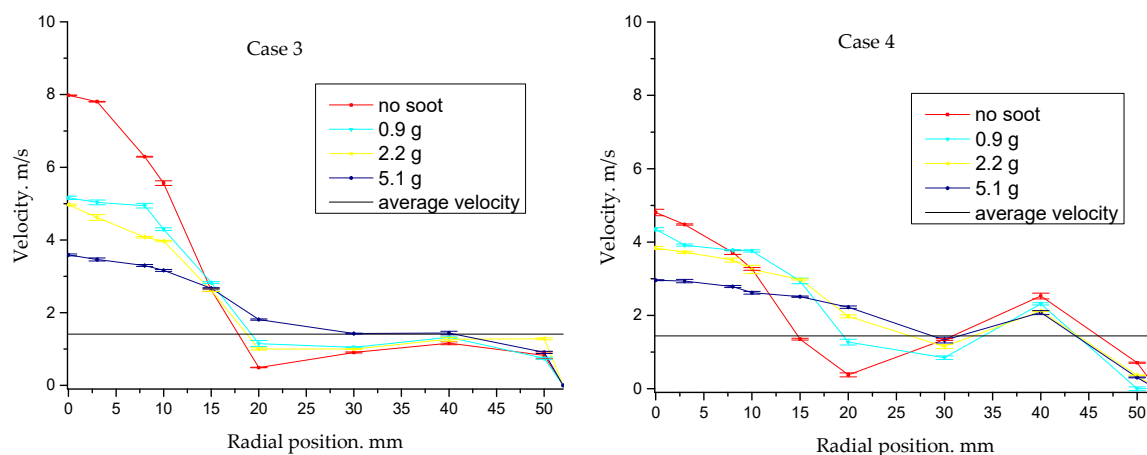 Case 3
no soot
0.9 g
2.2 g
5.1 g
average velocity
Velocity. m/s
10
8
6
4
2
0
0 5 10 15 20 25 30 35 40 45 50
Radial position. mm
Case 4
no soot
0.9 g
2.2 g
5.1 g
average velocity
Velocity. m/s
10
8
6
4
2
0
0 5 10 15 20 25 30 35 40 45 50
Radial position. mm